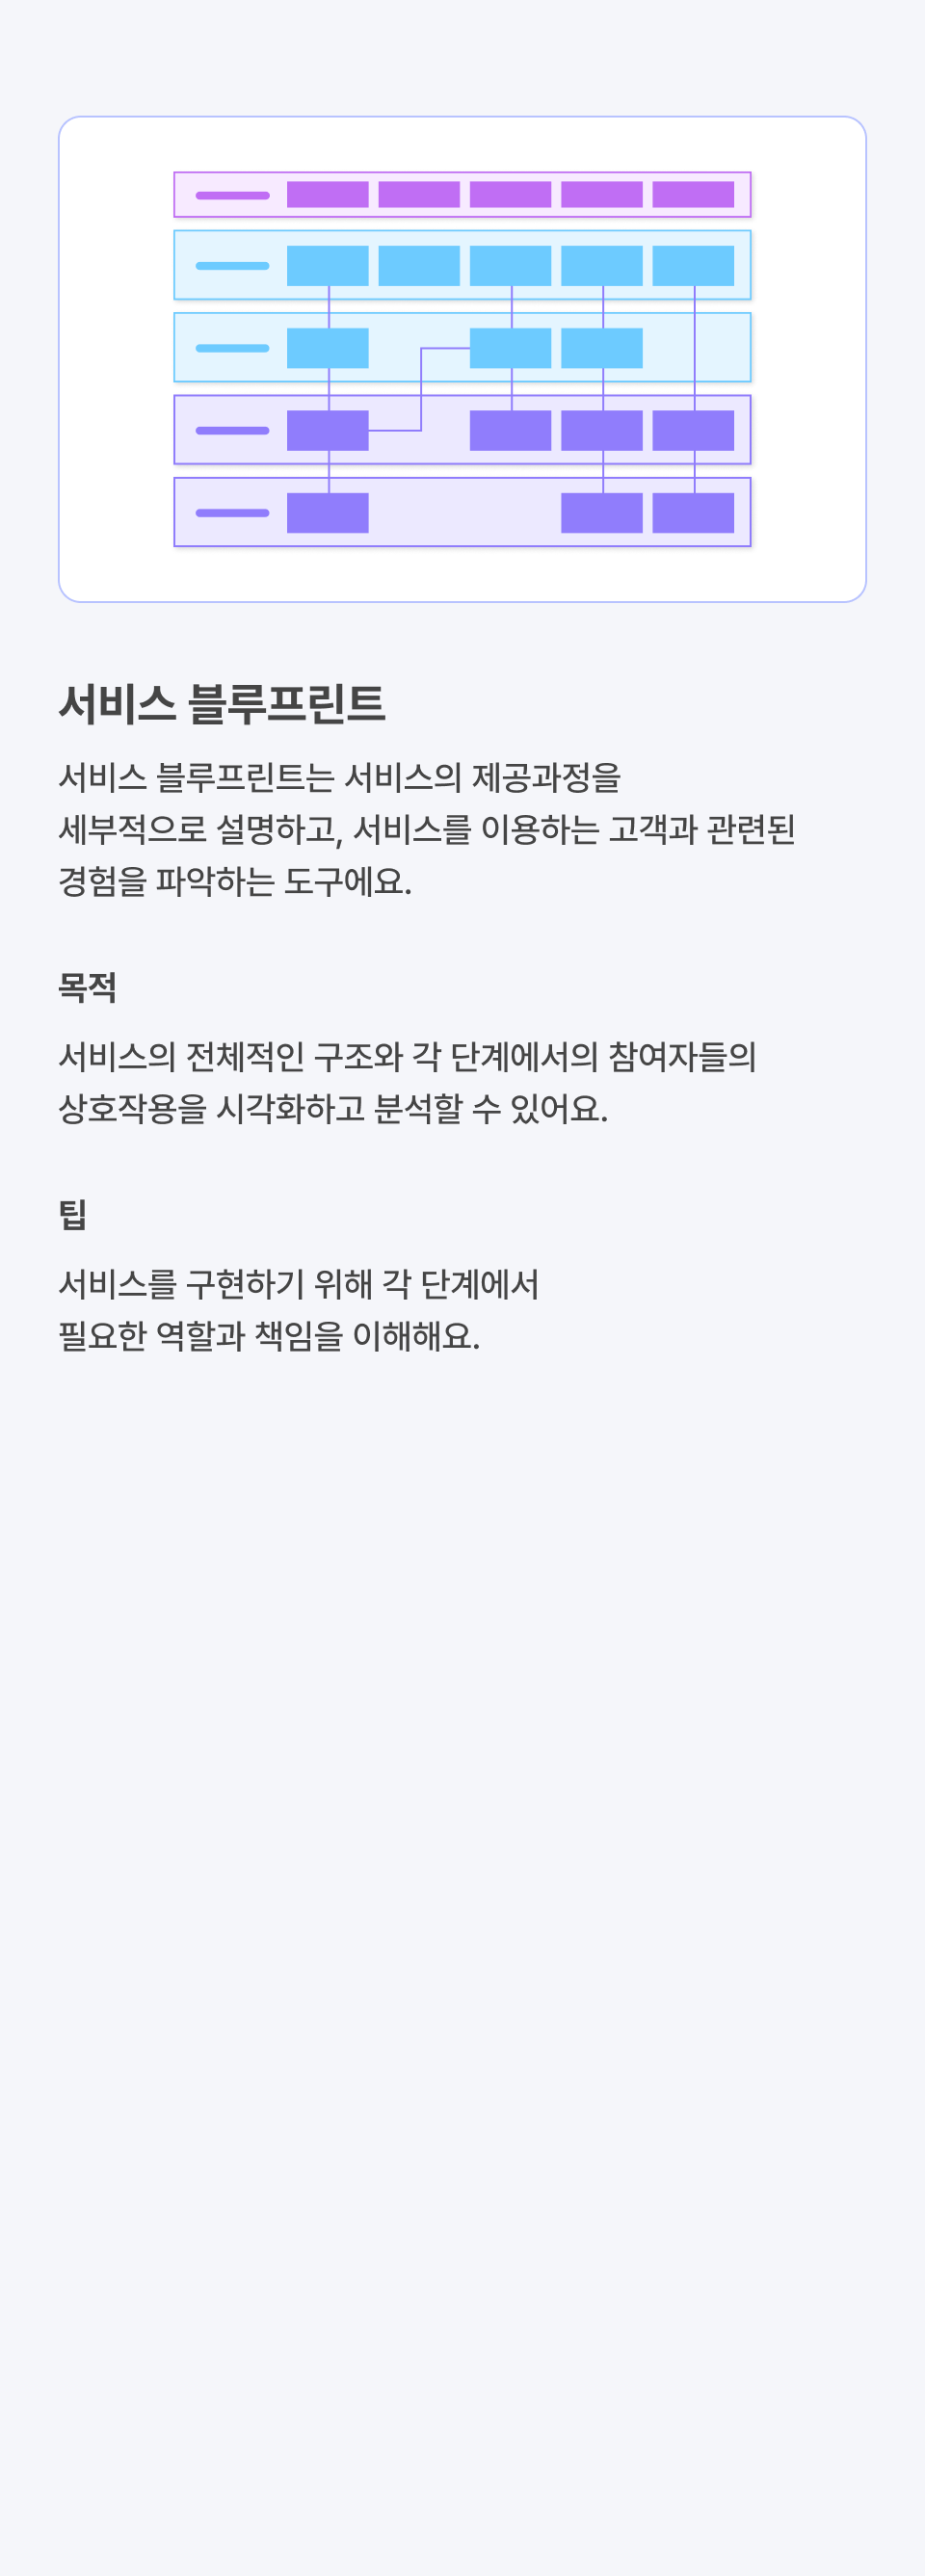 서비스 블루프린트
서비스 블루프린트는 서비스의 제공과정을
세부적으로 설명하고, 서비스를 이용하는 고객과 관련된
경험을 파악하는 도구에요.
목적
서비스의 전체적인 구조와 각 단계에서의 참여자들의
상호작용을 시각화하고 분석할 수 있어요.
팁
서비스를 구현하기 위해 각 단계에서
필요한 역할과 책임을 이해해요.